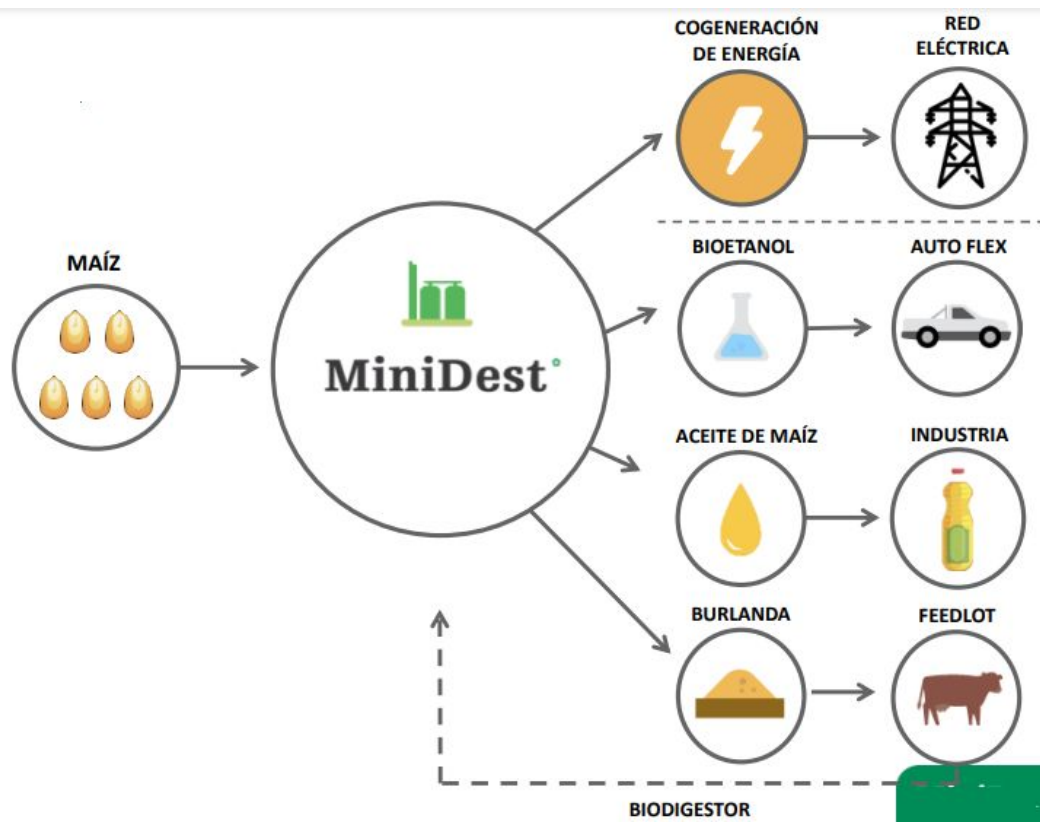 COGENERACIÓN
DE ENERGÍA
RED
ELÉCTRICA
MAÍZ
MiniDest
BIOETANOL
AUTO FLEX
ACEITE DE MAÍZ
INDUSTRIA
BURLANDA
FEEDLOT
BIODIGESTOR